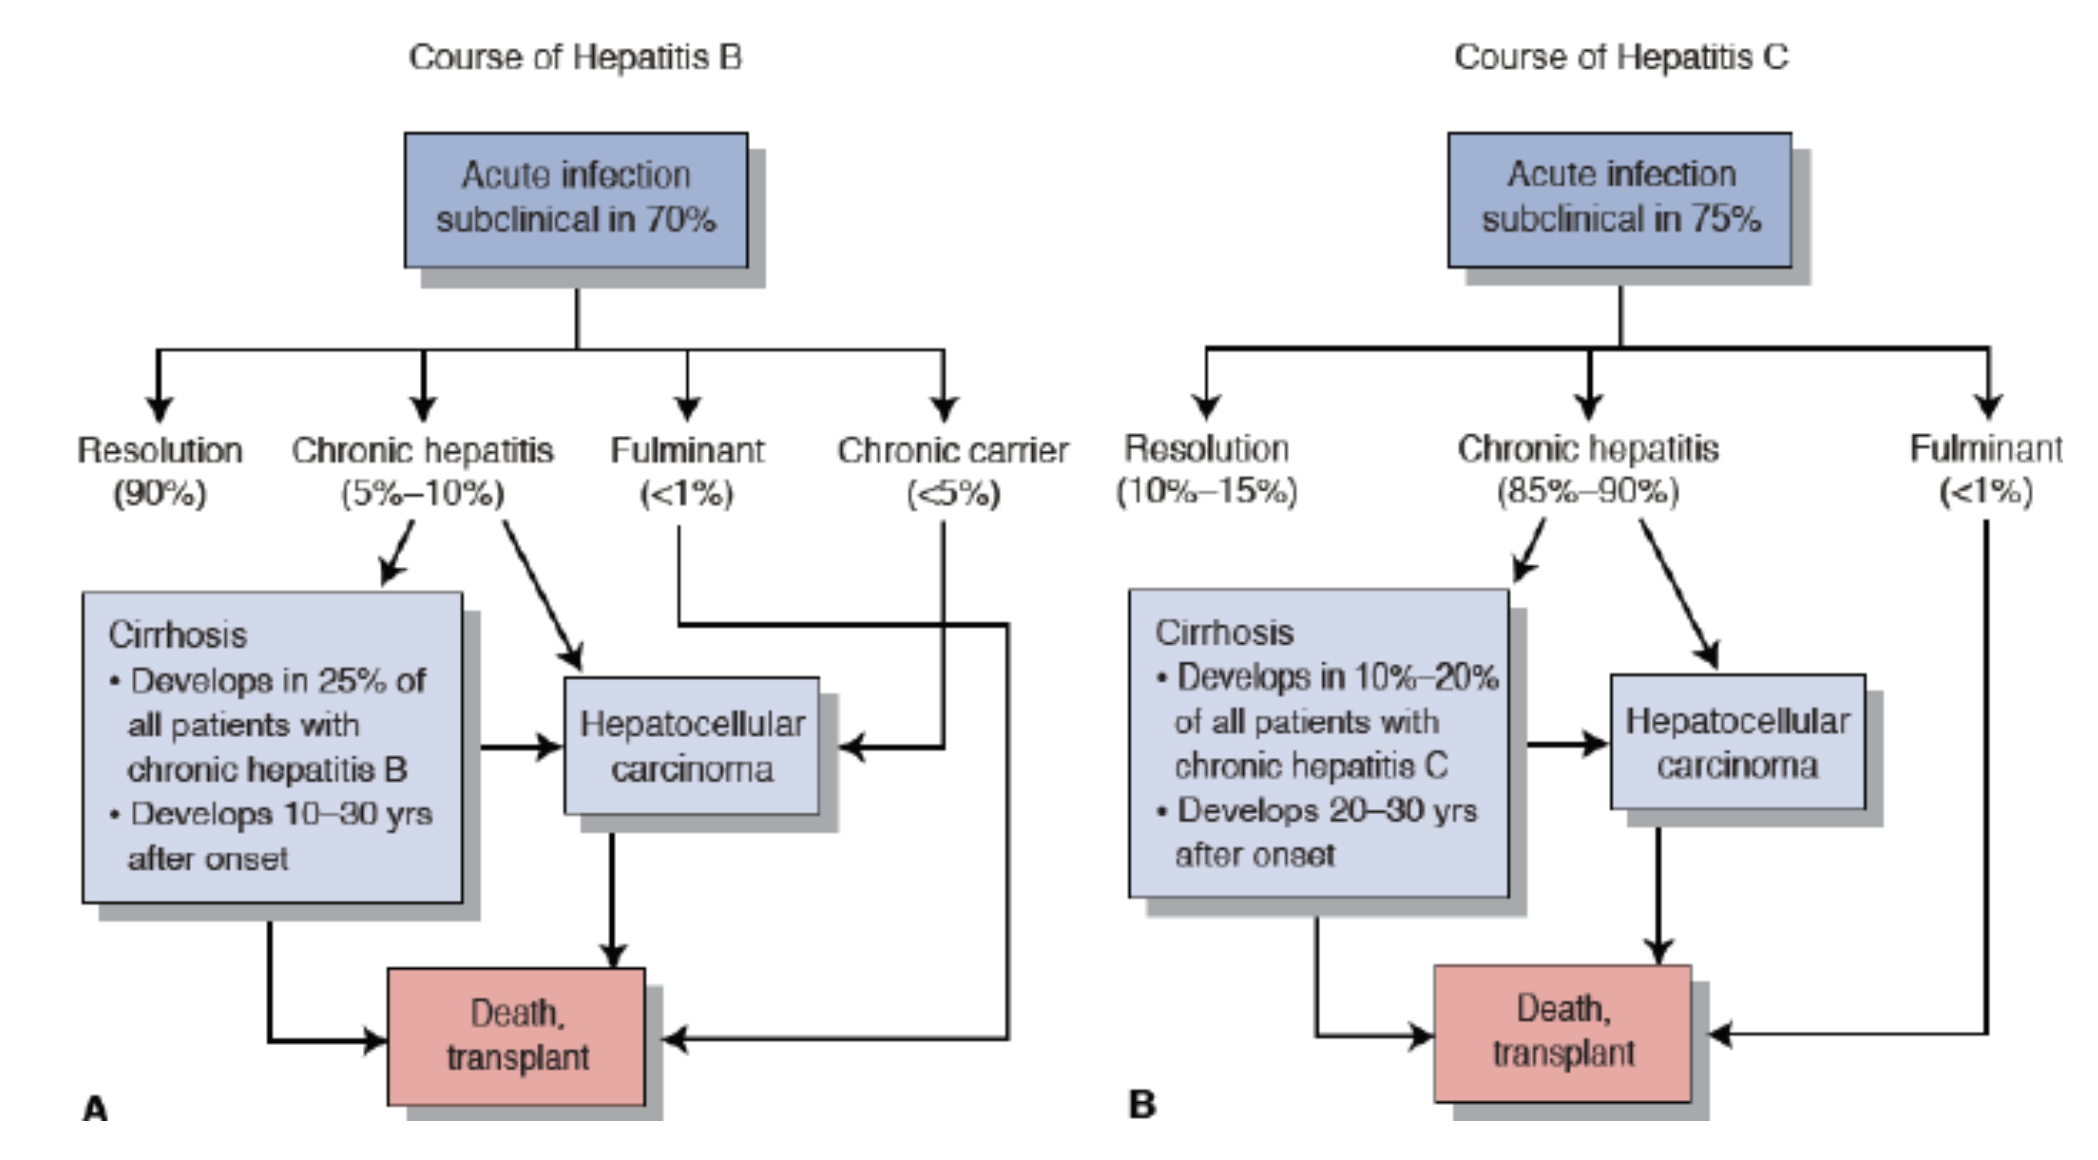 Course of Hepatitis B
Acute infection
subclinical in 70%
Resolution
(90%)
Chronic hepatitis
(5%–10%)
Fulminant
(<1%)
Chronic carrier
(<5%)
Cirrhosis
• Develops in 25% of
all patients with
chronic hepatitis B
• Develops 10–30 yrs
after onset
Hepatocellular
carcinoma
Death,
transplant
A
Course of Hepatitis C
Acute infection
subclinical in 75%
Resolution
(10%–15%)
Chronic hepatitis
(85%–90%)
Fulminant
(<1%)
Cirrhosis
• Develops in 10%–20%
of all patients with
chronic hepatitis C
• Develops 20–30 yrs
after onset
Hepatocellular
carcinoma
Death,
transplant
B